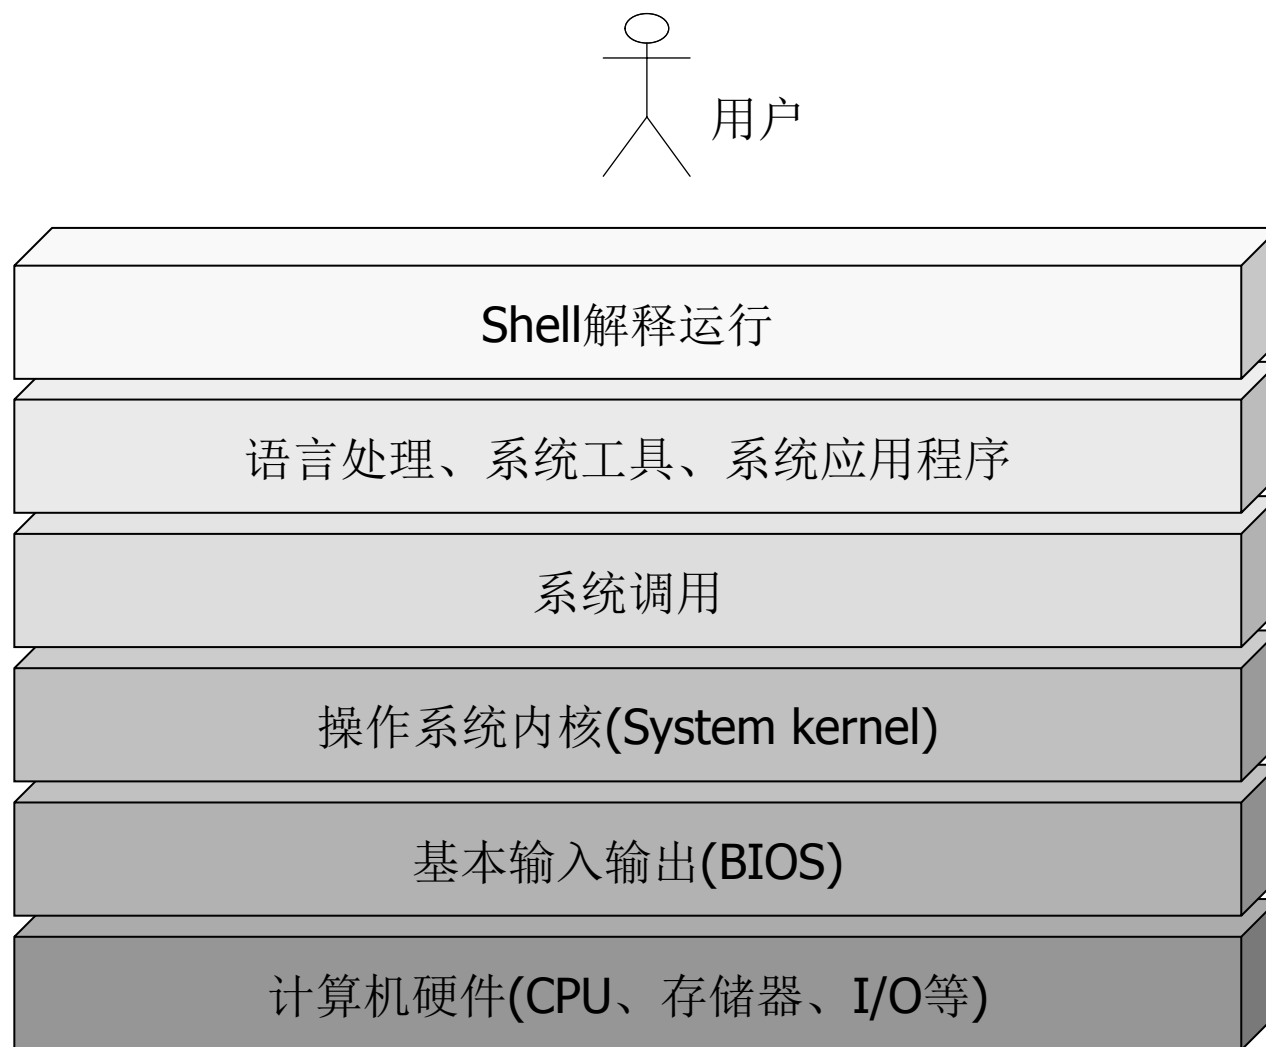 用户
Shell解释运行
语言处理、系统工具、系统应用程序
系统调用
操作系统内核(System kernel)
基本输入输出(BIOS)
计算机硬件(CPU、存储器、I/O等)